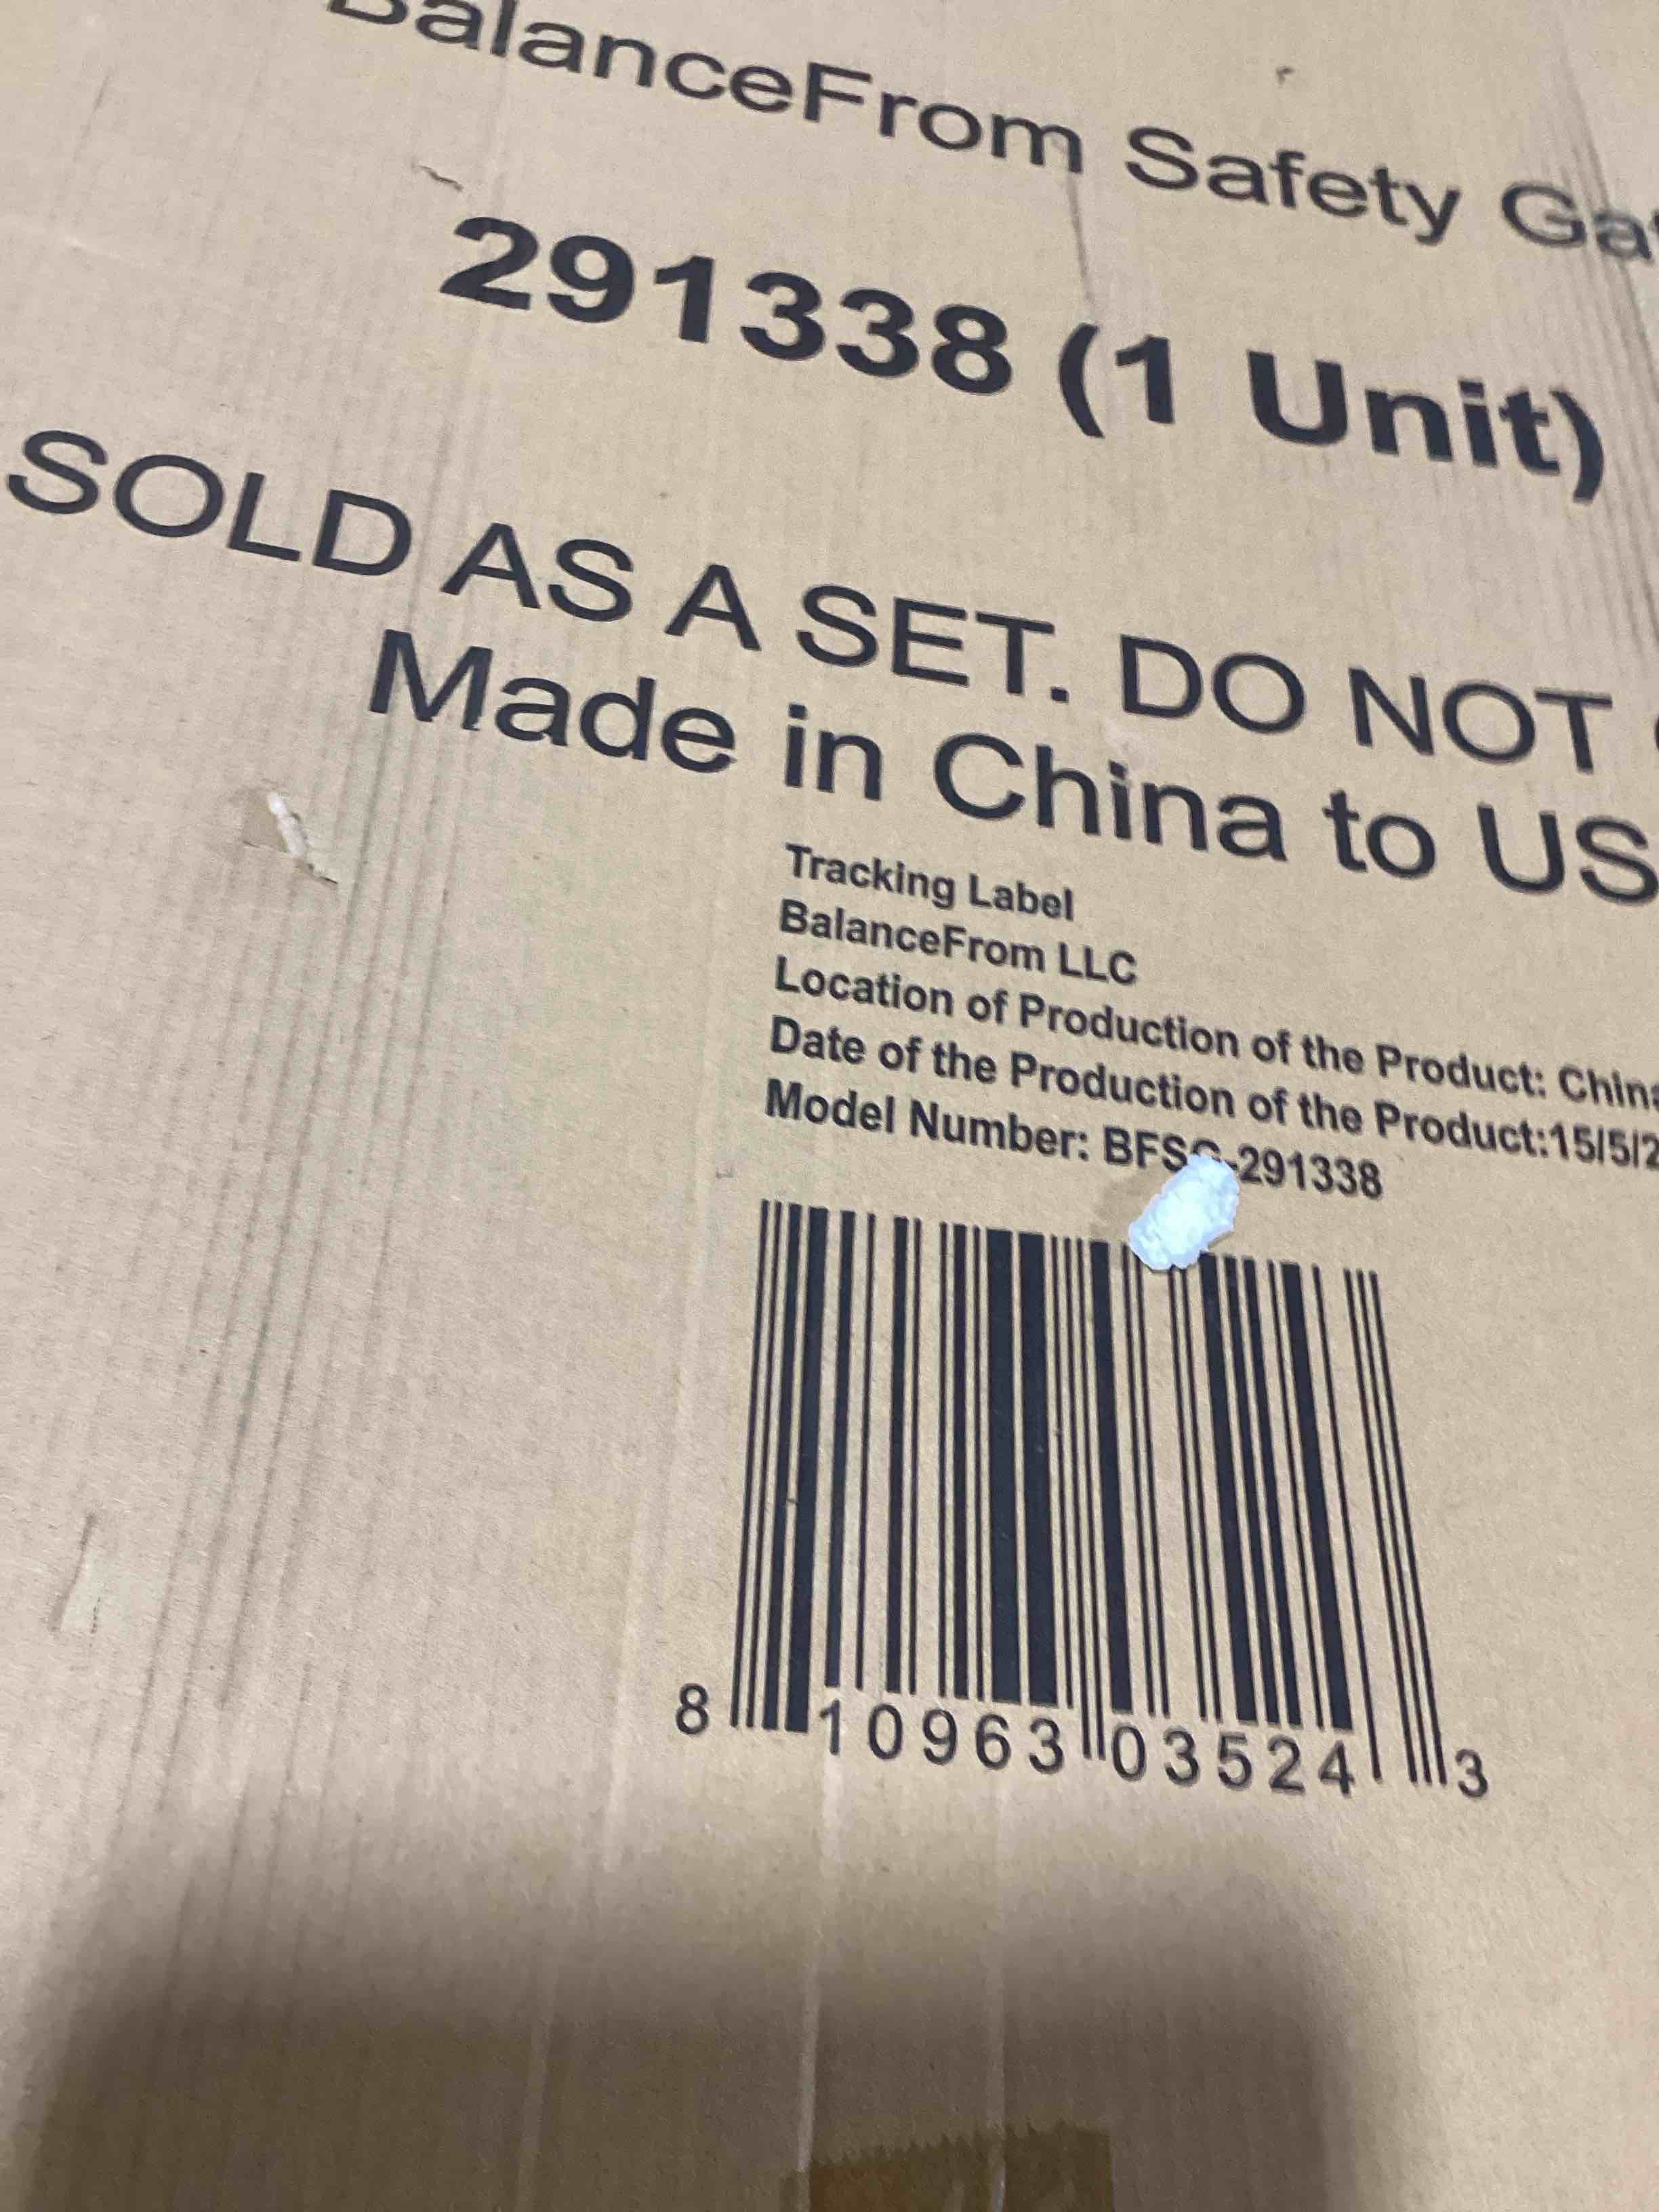 BalanceFrom Safety
291338 (1 Unit)
SOLD AS A SET. DO NOT
Made in China to
Tracking Label
BalanceFrom LLC
Location of Production of the Product: China
Date of the Production of the Product:15/5/2
Model Number: BFSG-291338
8 10963 03524 3